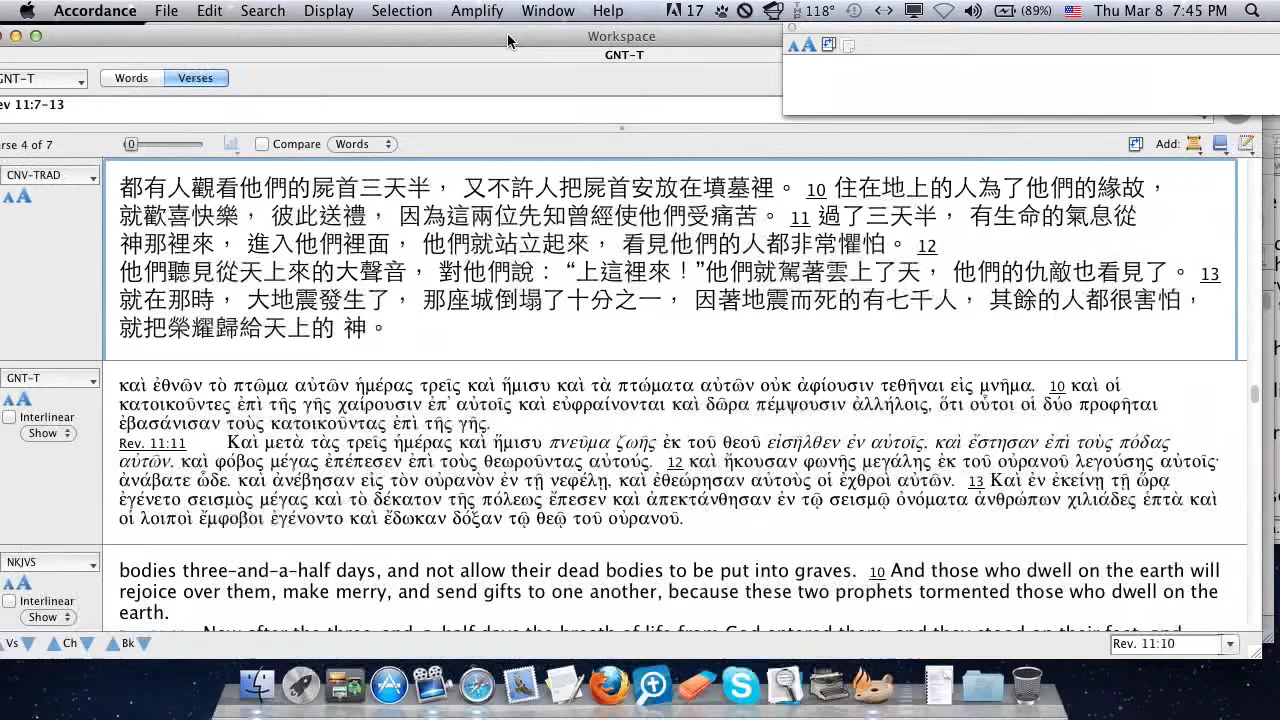 Accordance File Edit Search Display Selection Amplify Window Help 17 118° (89%) Thu Mar 8 7:45 PM
Workspace
GNT-T
GNT-T Words Verses
ev 11:7-13
rse 4 of 7 0 Compare Words Add:
CNV-TRAD
都有人觀看他們的屍首三天半， 又不許人把屍首安放在墳墓裡。 10 住在地上的人為了他們的緣故，
就歡喜快樂， 彼此送禮， 因為這兩位先知曾經使他們受痛苦。 11 過了三天半， 有生命的氣息從
神那裡來， 進入他們裡面， 他們就站立起來， 看見他們的人都非常懼怕。 12
他們聽見從天上來的大聲音， 對他們說： “上這裡來！”他們就駕著雲上了天， 他們的仇敵也看見了。 13
就在那時， 大地震發生了， 那座城倒塌了十分之一， 因著地震而死的有七千人， 其餘的人都很害怕，
就把榮耀歸給天上的 神。
GNT-T
Interlinear
Show
καὶ ἐθνῶν τὸ πτῶμα αὐτῶν ἡμέρας τρεῖς καὶ ἥμισυ καὶ τὰ πτώματα αὐτῶν οὐκ ἀφίουσιν τεθῆναι εἰς μνῆμα. 10 καὶ οἱ
κατοικοῦντες ἐπὶ τῆς γῆς χαίρουσιν ἐπ᾿ αὐτοῖς καὶ εὐφραίνονται καὶ δῶρα πέμψουσιν ἀλλήλοις, ὅτι οὗτοι οἱ δύο προφῆται
ἐβασάνισαν τοὺς κατοικοῦντας ἐπὶ τῆς γῆς.
Rev. 11:11 Καὶ μετὰ τὰς τρεῖς ἡμέρας καὶ ἥμισυ πνεῦμα ζωῆς ἐκ τοῦ θεοῦ εἰσῆλθεν ἐν αὐτοῖς, καὶ ἔστησαν ἐπὶ τοὺς πόδας
αὐτῶν, καὶ φόβος μέγας ἐπέπεσεν ἐπὶ τοὺς θεωροῦντας αὐτούς. 12 καὶ ἤκουσαν φωνῆς μεγάλης ἐκ τοῦ οὐρανοῦ λεγούσης αὐτοῖς·
ἀνάβατε ὧδε. καὶ ἀνέβησαν εἰς τὸν οὐρανὸν ἐν τῇ νεφέλῃ, καὶ ἐθεώρησαν αὐτοὺς οἱ ἐχθροὶ αὐτῶν. 13 Καὶ ἐν ἐκείνῃ τῇ ὥρᾳ
ἐγένετο σεισμὸς μέγας καὶ τὸ δέκατον τῆς πόλεως ἔπεσεν καὶ ἀπεκτάνθησαν ἐν τῷ σεισμῷ ὀνόματα ἀνθρώπων χιλιάδες ἑπτὰ καὶ
οἱ λοιποὶ ἔμφοβοι ἐγένοντο καὶ ἔδωκαν δόξαν τῷ θεῷ τοῦ οὐρανοῦ.
NKJVS
Interlinear
Show
bodies three-and-a-half days, and not allow their dead bodies to be put into graves. 10 And those who dwell on the earth will
rejoice over them, make merry, and send gifts to one another, because these two prophets tormented those who dwell on the
earth.
Now after the three-and-a-half days the breath of life from God entered them, and they stood on their feet, and
Vs Ch Bk Rev. 11:10